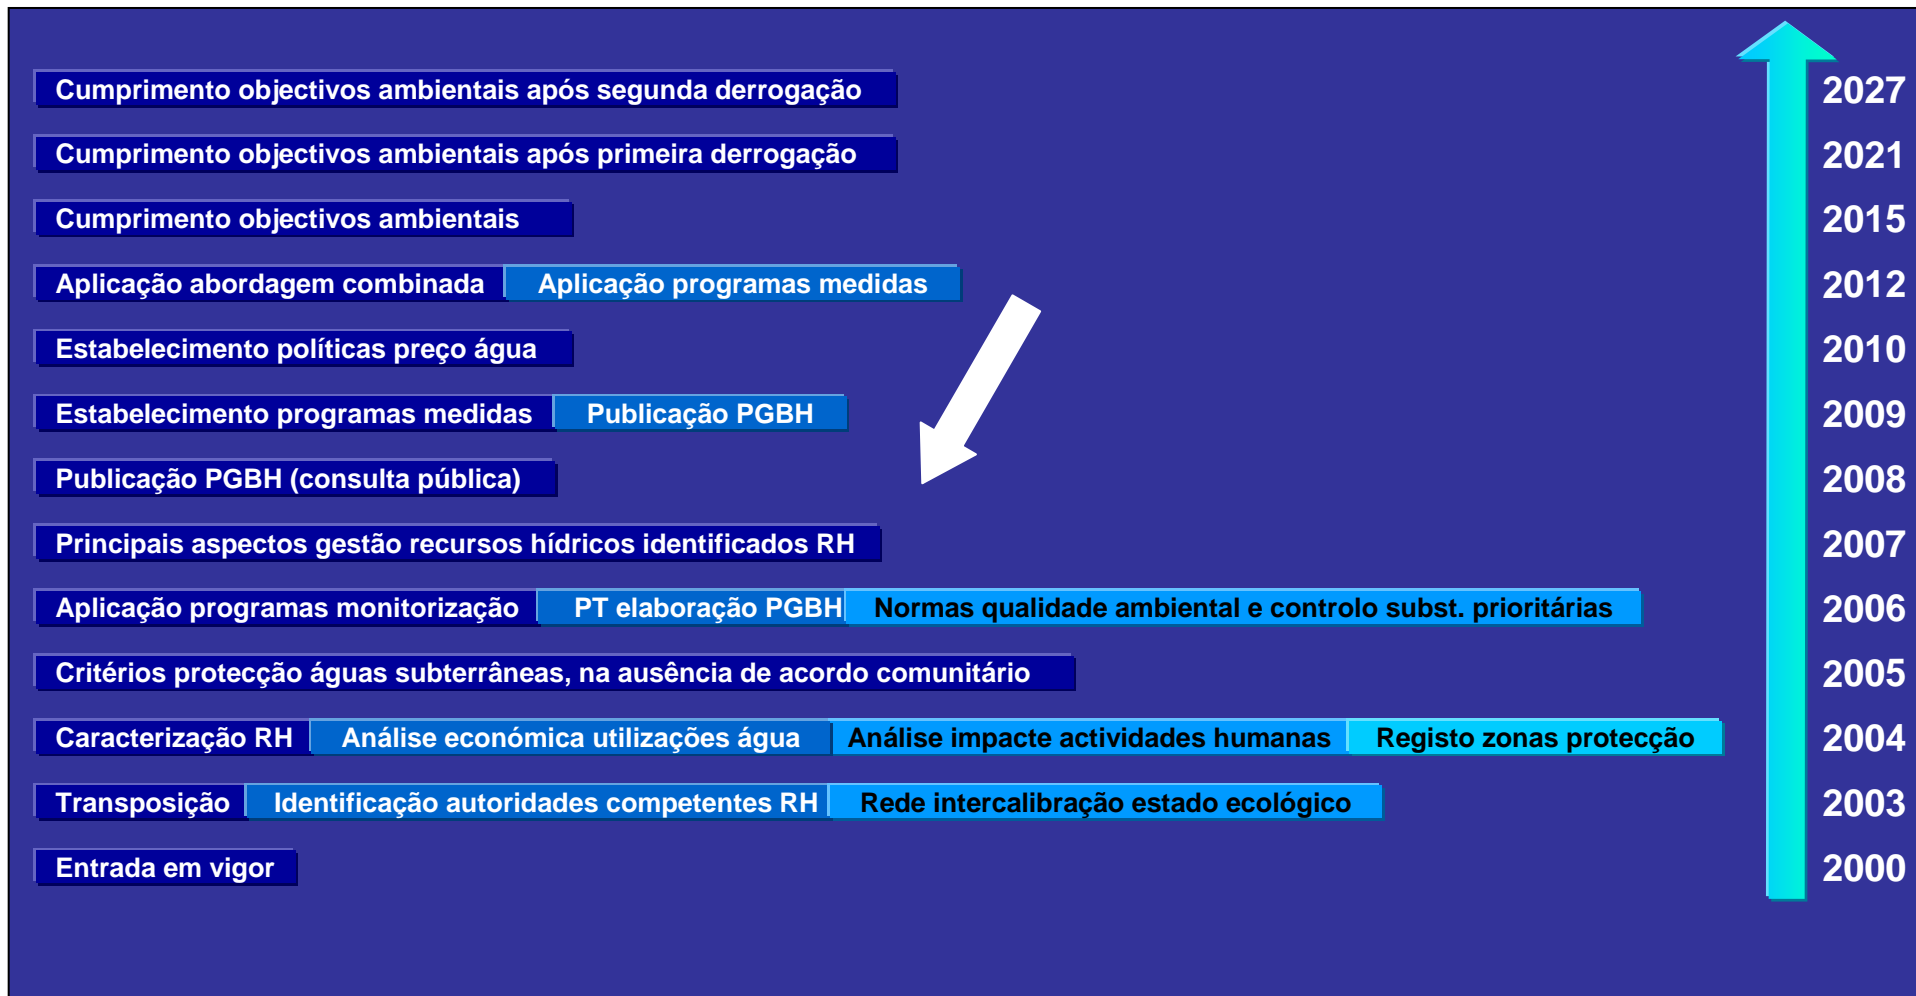 Cumprimento objectivos ambientais após segunda derrogação 2027
Cumprimento objectivos ambientais após primeira derrogação 2021
Cumprimento objectivos ambientais 2015
Aplicação abordagem combinada Aplicação programas medidas 2012
Estabelecimento políticas preço água 2010
Estabelecimento programas medidas Publicação PGBH 2009
Publicação PGBH (consulta pública) 2008
Principais aspectos gestão recursos hídricos identificados RH 2007
Aplicação programas monitorização PT elaboração PGBH Normas qualidade ambiental e controlo subst. prioritárias 2006
Critérios protecção águas subterrâneas, na ausência de acordo comunitário 2005
Caracterização RH Análise económica utilizações água Análise impacte actividades humanas Registo zonas protecção 2004
Transposição Identificação autoridades competentes RH Rede intercalibração estado ecológico 2003
Entrada em vigor 2000